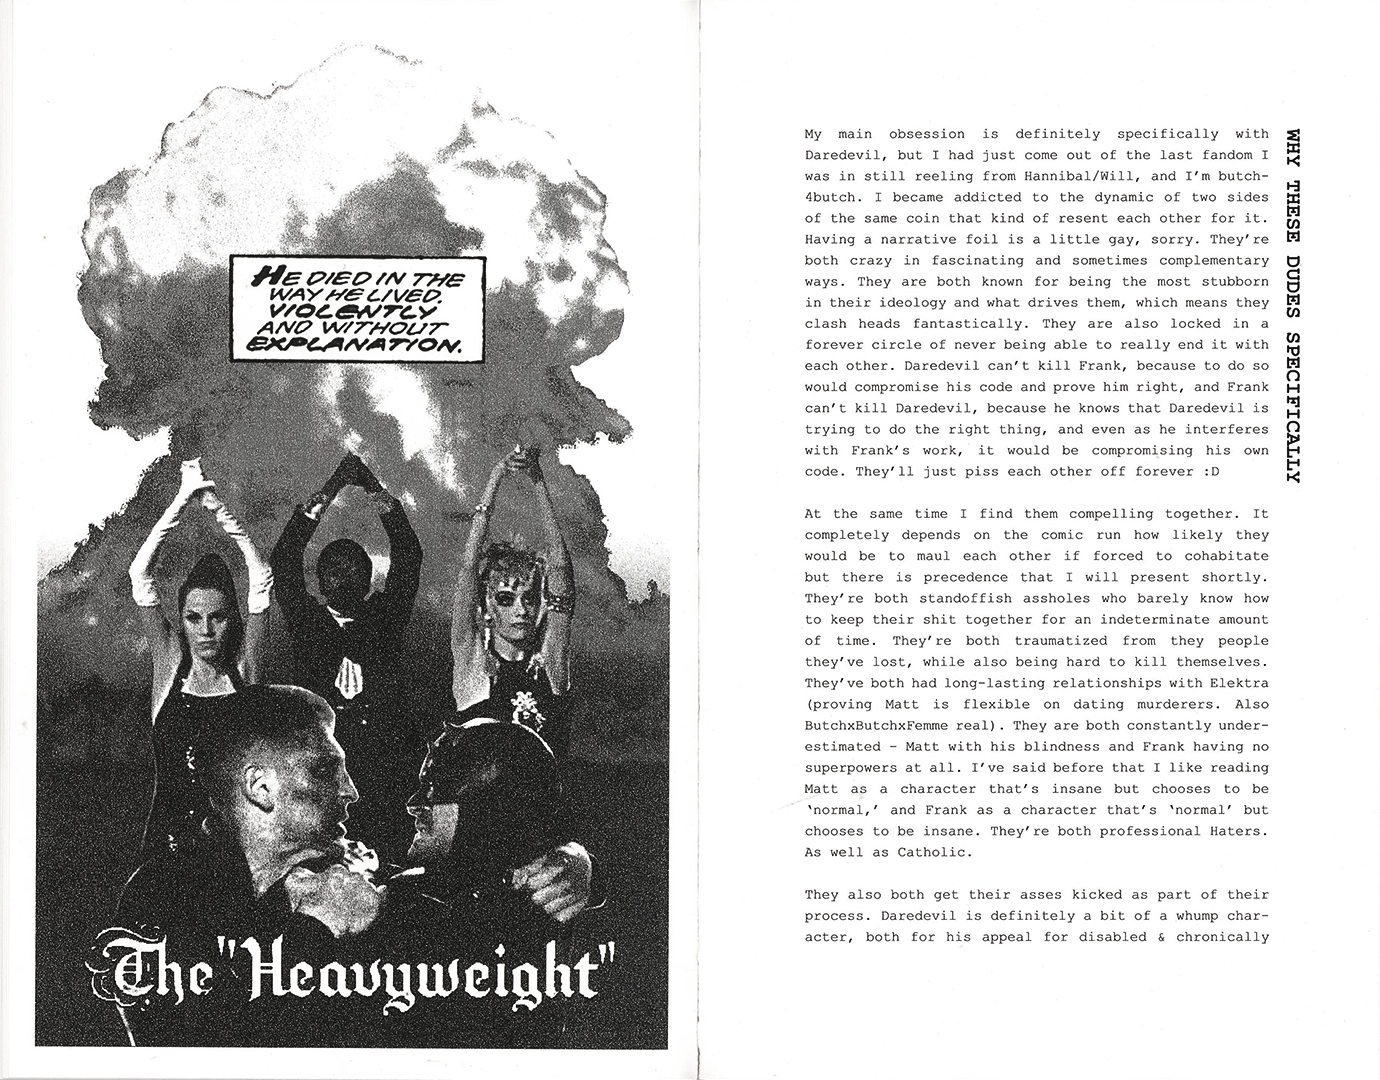 HE DIED IN THE
WAY HE LIVED.
VIOLENTLY
AND WITHOUT
EXPLANATION.
The "Heavyweight"
WHY THESE DUDES SPECIFICALLY
My main obsession is definitely specifically with
Daredevil, but I had just come out of the last fandom I
was in still reeling from Hannibal/Will, and I'm butch-
4butch. I became addicted to the dynamic of two sides
of the same coin that kind of resent each other for it.
Having a narrative foil is a little gay, sorry. They're
both crazy in fascinating and sometimes complementary
ways. They are both known for being the most stubborn
in their ideology and what drives them, which means they
clash heads fantastically. They are also locked in a
forever circle of never being able to really end it with
each other. Daredevil can't kill Frank, because to do so
would compromise his code and prove him right, and Frank
can't kill Daredevil, because he knows that Daredevil is
trying to do the right thing, and even as he interferes
with Frank's work, it would be compromising his own
code. They'll just piss each other off forever :D
At the same time I find them compelling together. It
completely depends on the comic run how likely they
would be to maul each other if forced to cohabitate
but there is precedence that I will present shortly.
They're both standoffish assholes who barely know how
to keep their shit together for an indeterminate amount
of time. They're both traumatized from they people
they've lost, while also being hard to kill themselves.
They've both had long-lasting relationships with Elektra
(proving Matt is flexible on dating murderers. Also
ButchxButchxFemme real). They are both constantly under-
estimated - Matt with his blindness and Frank having no
superpowers at all. I've said before that I like reading
Matt as a character that's insane but chooses to be
'normal,' and Frank as a character that's 'normal' but
chooses to be insane. They're both professional Haters.
As well as Catholic.
They also both get their asses kicked as part of their
process. Daredevil is definitely a bit of a whump char-
acter, both for his appeal for disabled & chronically